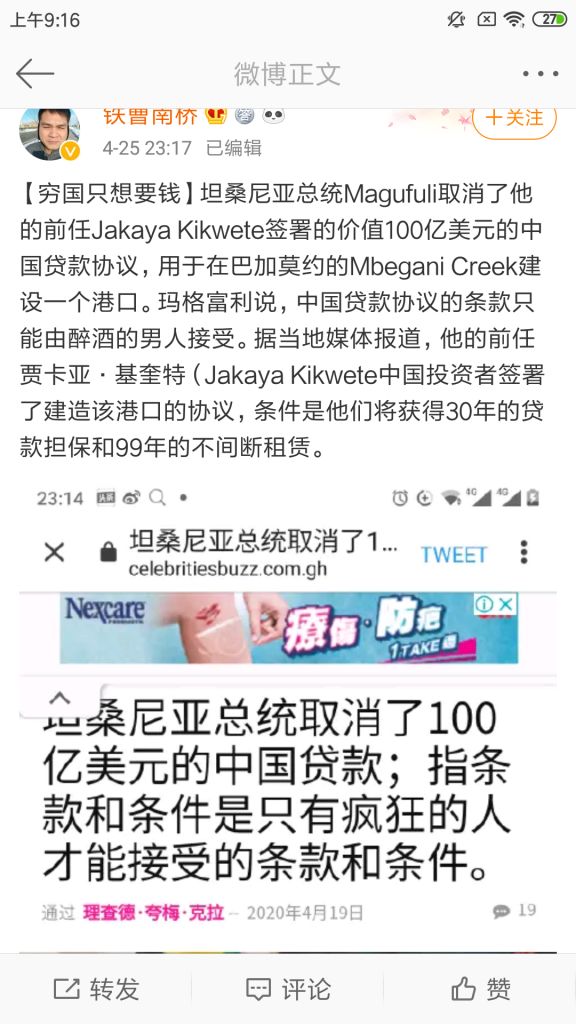 上午9:16
27
微博正文
铁曹南桥
+关注
4-25 23:17 已编辑
【穷国只想要钱】坦桑尼亚总统Magufuli取消了他
的前任Jakaya Kikwete签署的价值100亿美元的中
国贷款协议，用于在巴加莫约的Mbegani Creek建
设一个港口。玛格富利说，中国贷款协议的条款只
能由醉酒的男人接受。据当地媒体报道，他的前任
贾卡亚·基奎特（Jakaya Kikwete中国投资者签署
了建造该港口的协议，条件是他们将获得30年的贷
款担保和99年的不间断租赁。
23:14
4G 4G
坦桑尼亚总统取消了1...
celebritiesbuzz.com.gh
TWEET
Nexcare
療傷·防疤
1 TAKE
坦桑尼亚总统取消了100
亿美元的中国贷款；指条
款和条件是只有疯狂的人
才能接受的条款和条件。
通过 理查德·夸梅·克拉 -- 2020年4月19日
19
转发
评论
赞